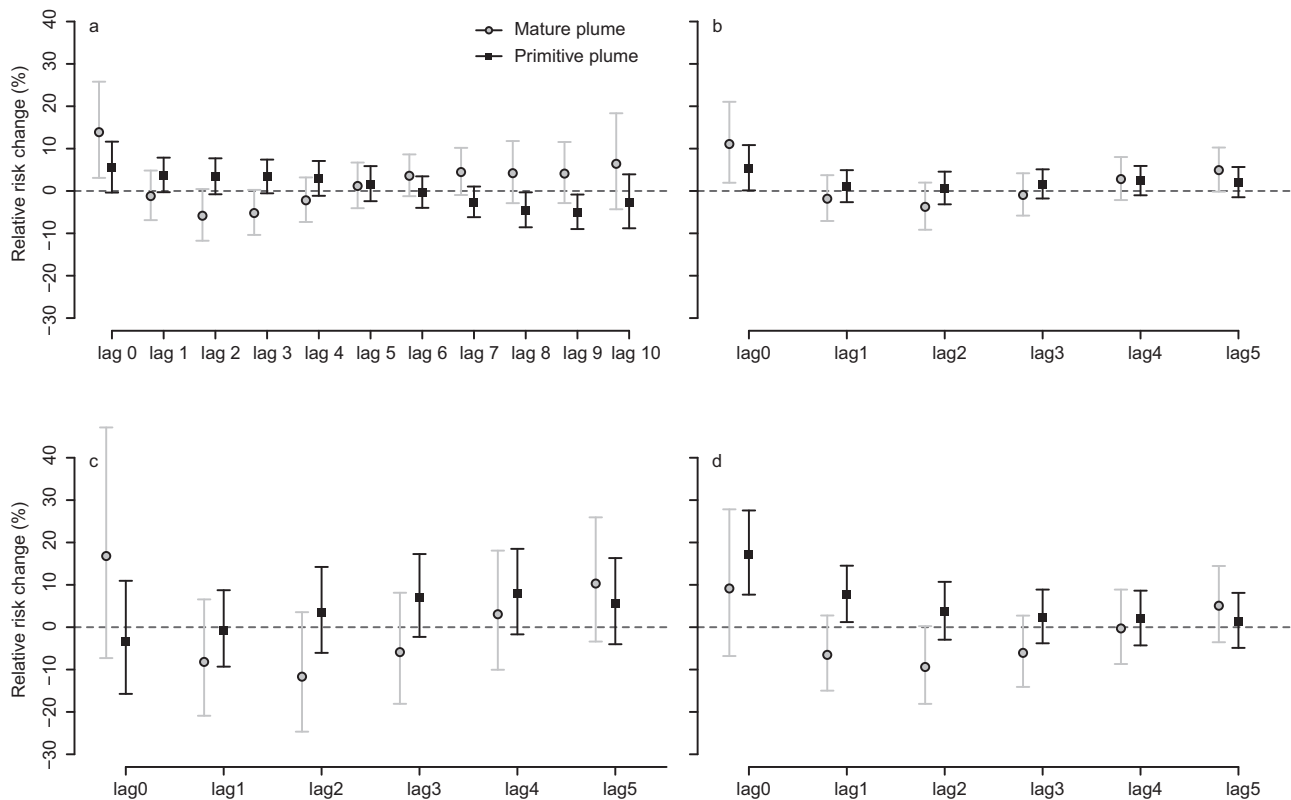 a
Mature plume
Primitive plume
Relative risk change (%)
40
30
20
10
0
−10
−20
−30
lag 0 lag 1 lag 2 lag 3 lag 4 lag 5 lag 6 lag 7 lag 8 lag 9 lag 10
b
lag0 lag1 lag2 lag3 lag4 lag5
c
Relative risk change (%)
40
30
20
10
0
−10
−20
−30
lag0 lag1 lag2 lag3 lag4 lag5
d
lag0 lag1 lag2 lag3 lag4 lag5